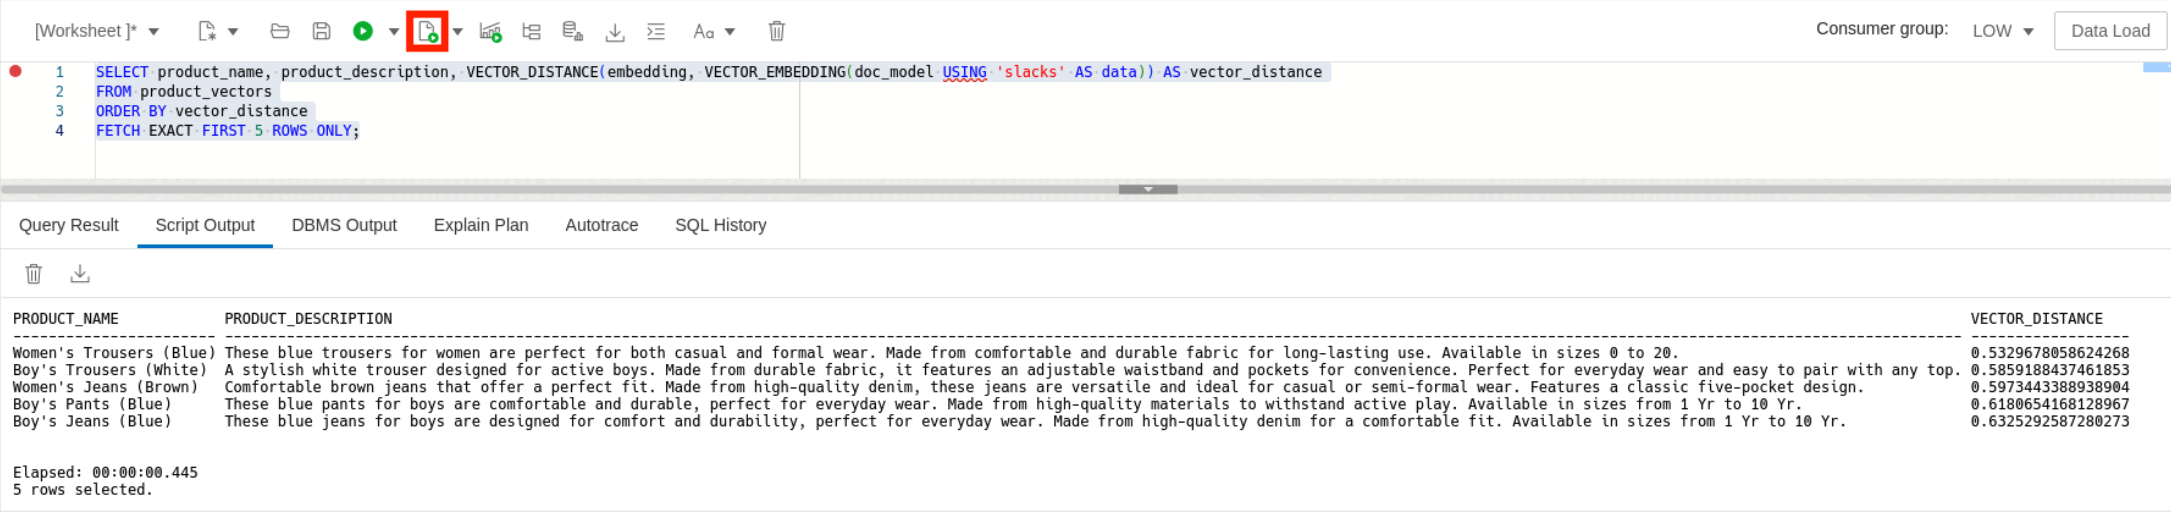 [Worksheet ]* Aa Consumer group: LOW Data Load
1 SELECT product_name, product_description, VECTOR_DISTANCE(embedding, VECTOR_EMBEDDING(doc_model USING 'slacks' AS data)) AS vector_distance
2 FROM product_vectors
3 ORDER BY vector_distance
4 FETCH EXACT FIRST 5 ROWS ONLY;
Query Result Script Output DBMS Output Explain Plan Autotrace SQL History
PRODUCT_NAME PRODUCT_DESCRIPTION VECTOR_DISTANCE
Women's Trousers (Blue) These blue trousers for women are perfect for both casual and formal wear. Made from comfortable and durable fabric for long-lasting use. Available in sizes 0 to 20. 0.5329678058624268
Boy's Trousers (White) A stylish white trouser designed for active boys. Made from durable fabric, it features an adjustable waistband and pockets for convenience. Perfect for everyday wear and easy to pair with any top. 0.5859188437461853
Women's Jeans (Brown) Comfortable brown jeans that offer a perfect fit. Made from high-quality denim, these jeans are versatile and ideal for casual or semi-formal wear. Features a classic five-pocket design. 0.5973443388938904
Boy's Pants (Blue) These blue pants for boys are comfortable and durable, perfect for everyday wear. Made from high-quality materials to withstand active play. Available in sizes from 1 Yr to 10 Yr. 0.6180654168128967
Boy's Jeans (Blue) These blue jeans for boys are designed for comfort and durability, perfect for everyday wear. Made from high-quality denim for a comfortable fit. Available in sizes from 1 Yr to 10 Yr. 0.6325292587280273
Elapsed: 00:00:00.445
5 rows selected.